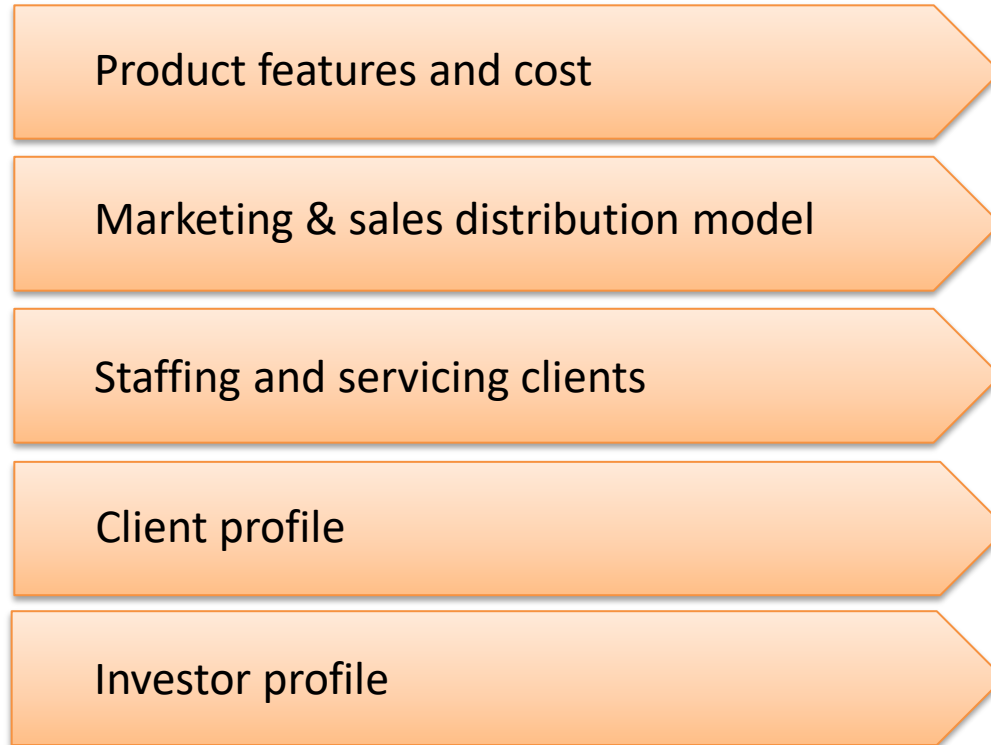 Product features and cost
Marketing & sales distribution model
Staffing and servicing clients
Client profile
Investor profile